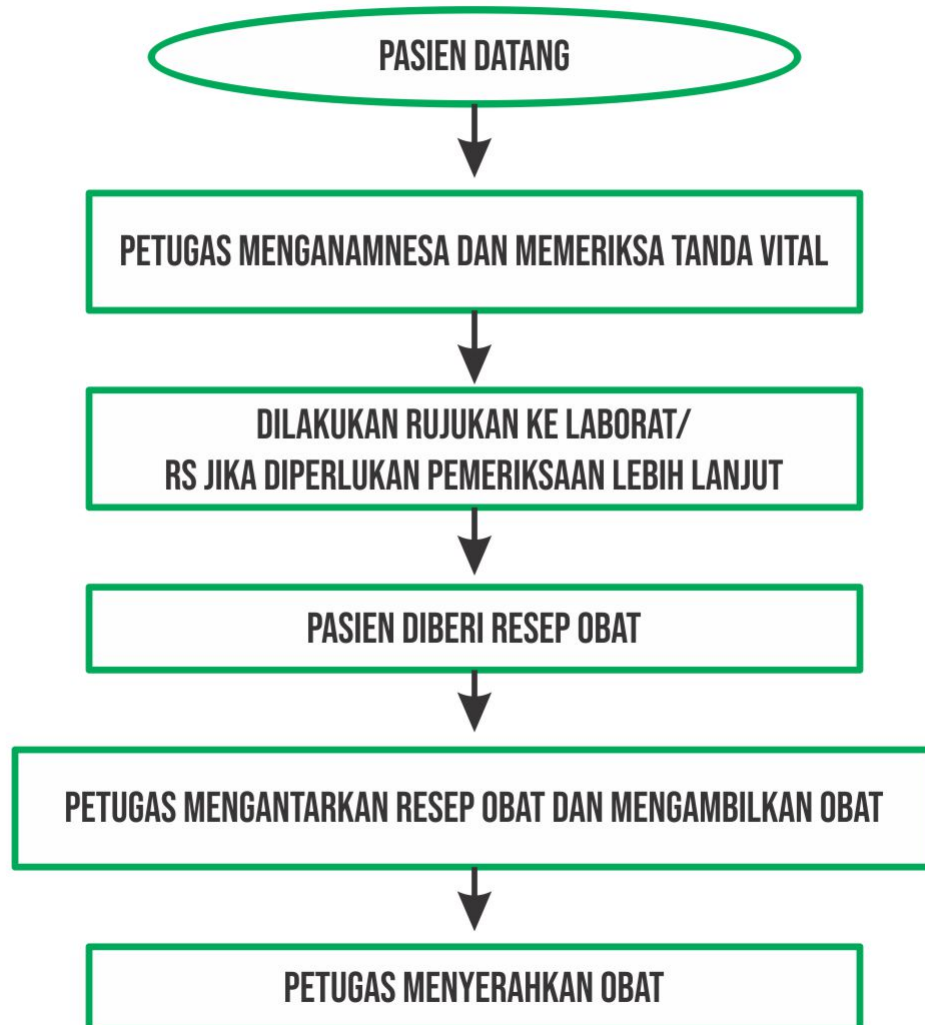 PASIEN DATANG
PETUGAS MENGANAMNESA DAN MEMERIKSA TANDA VITAL
DILAKUKAN RUJUKAN KE LABORAT/
RS JIKA DIPERLUKAN PEMERIKSAAN LEBIH LANJUT
PASIEN DIBERI RESEP OBAT
PETUGAS MENGANTARKAN RESEP OBAT DAN MENGAMBILKAN OBAT
PETUGAS MENYERAHKAN OBAT